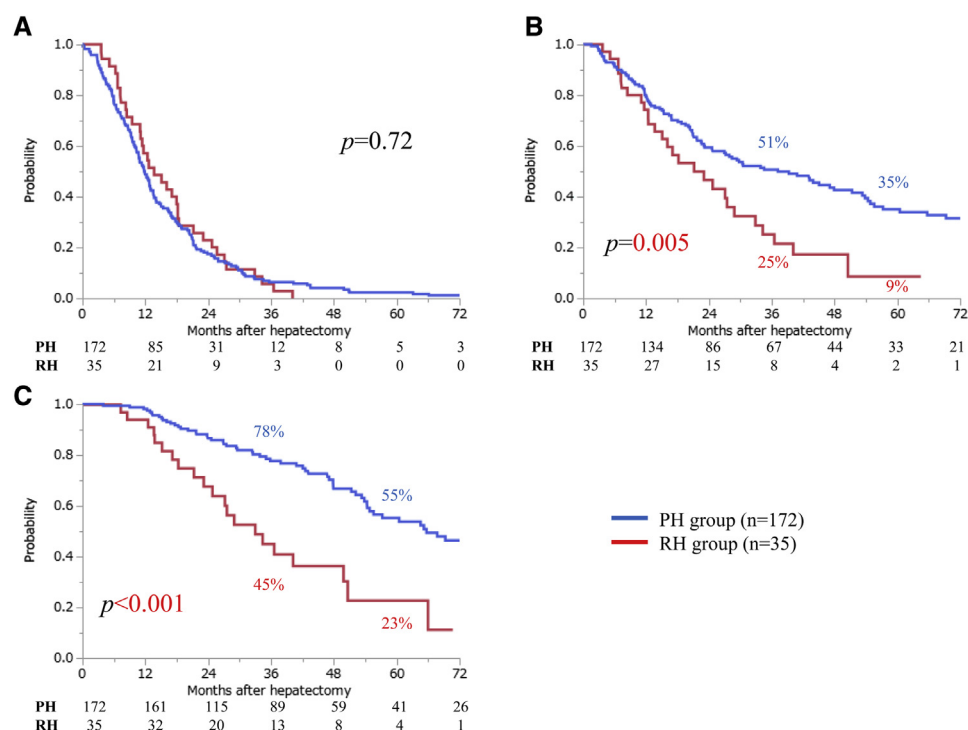 A
1.0
0.8
0.6
0.4
0.2
0.0
Probability
p=0.72
0 12 24 36 48 60 72
Months after hepatectomy
PH 172 85 31 12 8 5 3
RH 35 21 9 3 0 0 0
B
1.0
0.8
0.6
0.4
0.2
0.0
Probability
51%
35%
p=0.005
25%
9%
0 12 24 36 48 60 72
Months after hepatectomy
PH 172 134 86 67 44 33 21
RH 35 27 15 8 4 2 1
C
1.0
0.8
0.6
0.4
0.2
0.0
Probability
78%
55%
45%
p<0.001
23%
0 12 24 36 48 60 72
Months after hepatectomy
PH 172 161 115 89 59 41 26
RH 35 32 20 13 8 4 1
PH group (n=172)
RH group (n=35)